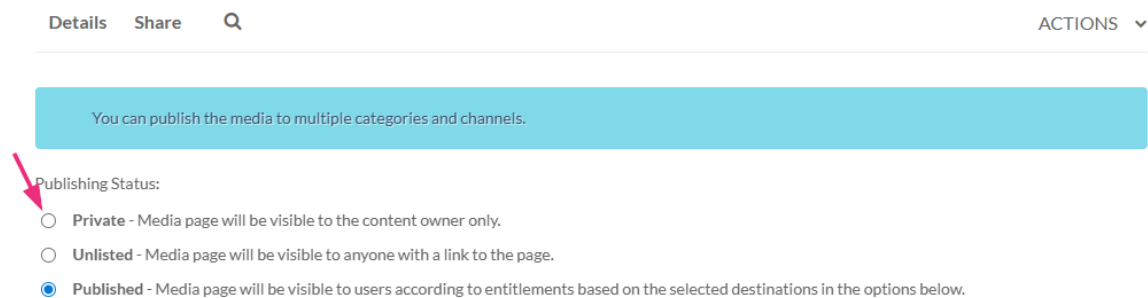 Details Share ACTIONS
You can publish the media to multiple categories and channels.
Publishing Status:
Private - Media page will be visible to the content owner only.
Unlisted - Media page will be visible to anyone with a link to the page.
Published - Media page will be visible to users according to entitlements based on the selected destinations in the options below.